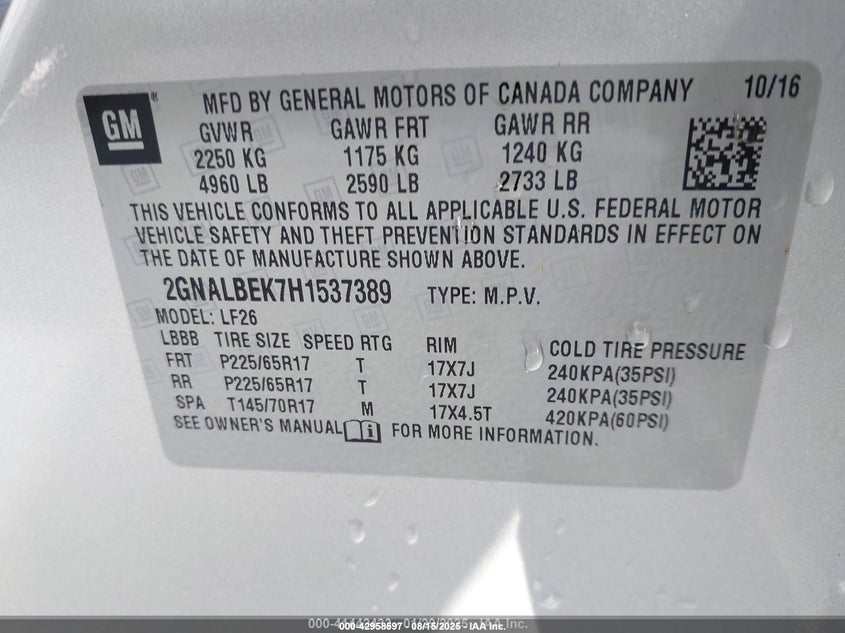 GM
®
MFD BY GENERAL MOTORS OF CANADA COMPANY 10/16
GVWR GAWR FRT GAWR RR
2250 KG 1175 KG 1240 KG
4960 LB 2590 LB 2733 LB
THIS VEHICLE CONFORMS TO ALL APPLICABLE U.S. FEDERAL MOTOR
VEHICLE SAFETY AND THEFT PREVENTION STANDARDS IN EFFECT ON
THE DATE OF MANUFACTURE SHOWN ABOVE.
2GNALBEK7H1537389 TYPE: M.P.V.
MODEL: LF26
LBBB TIRE SIZE SPEED RTG RIM COLD TIRE PRESSURE
FRT P225/65R17 T 17X7J 240KPA(35PSI)
RR P225/65R17 T 17X7J 240KPA(35PSI)
SPA T145/70R17 M 17X4.5T 420KPA(60PSI)
SEE OWNER'S MANUAL FOR MORE INFORMATION.
42958597 08/15/2025 IAA Inc.